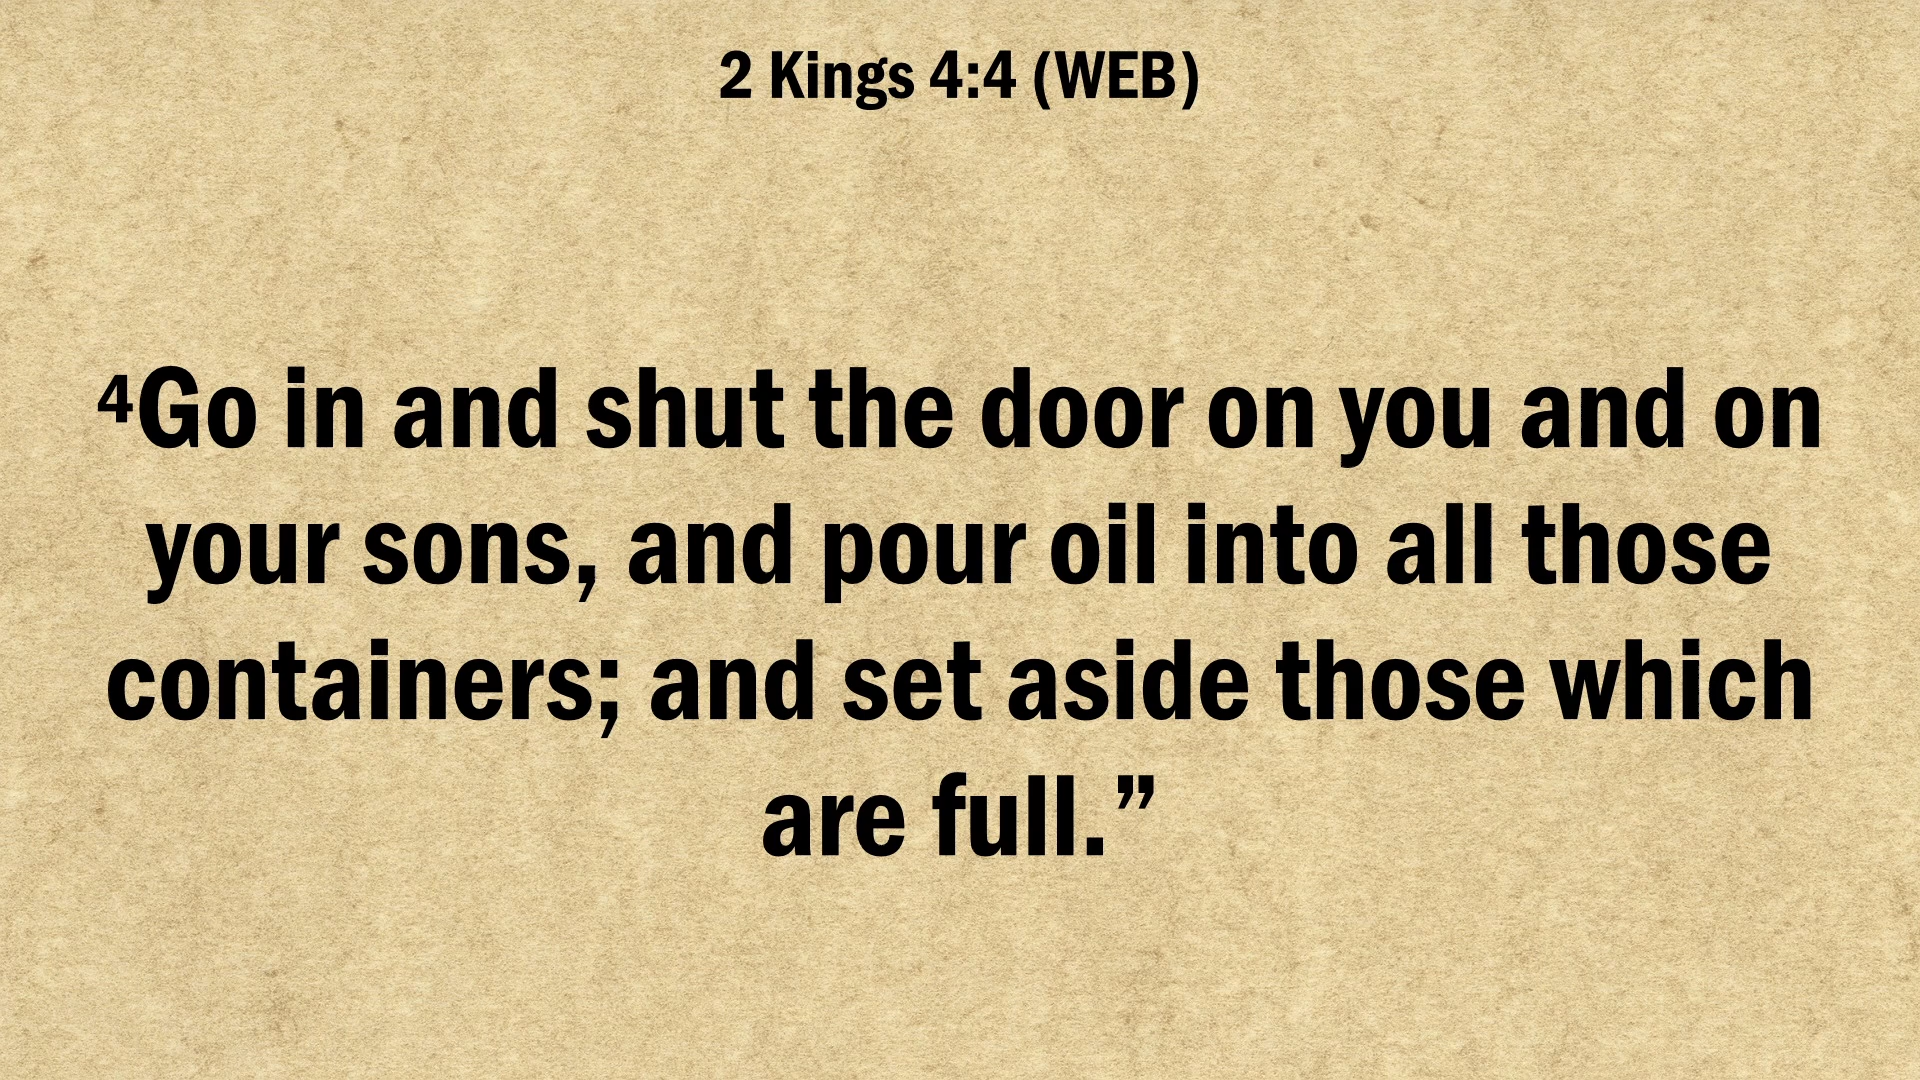 2 Kings 4:4 (WEB)
⁴Go in and shut the door on you and on
your sons, and pour oil into all those
containers; and set aside those which
are full.”